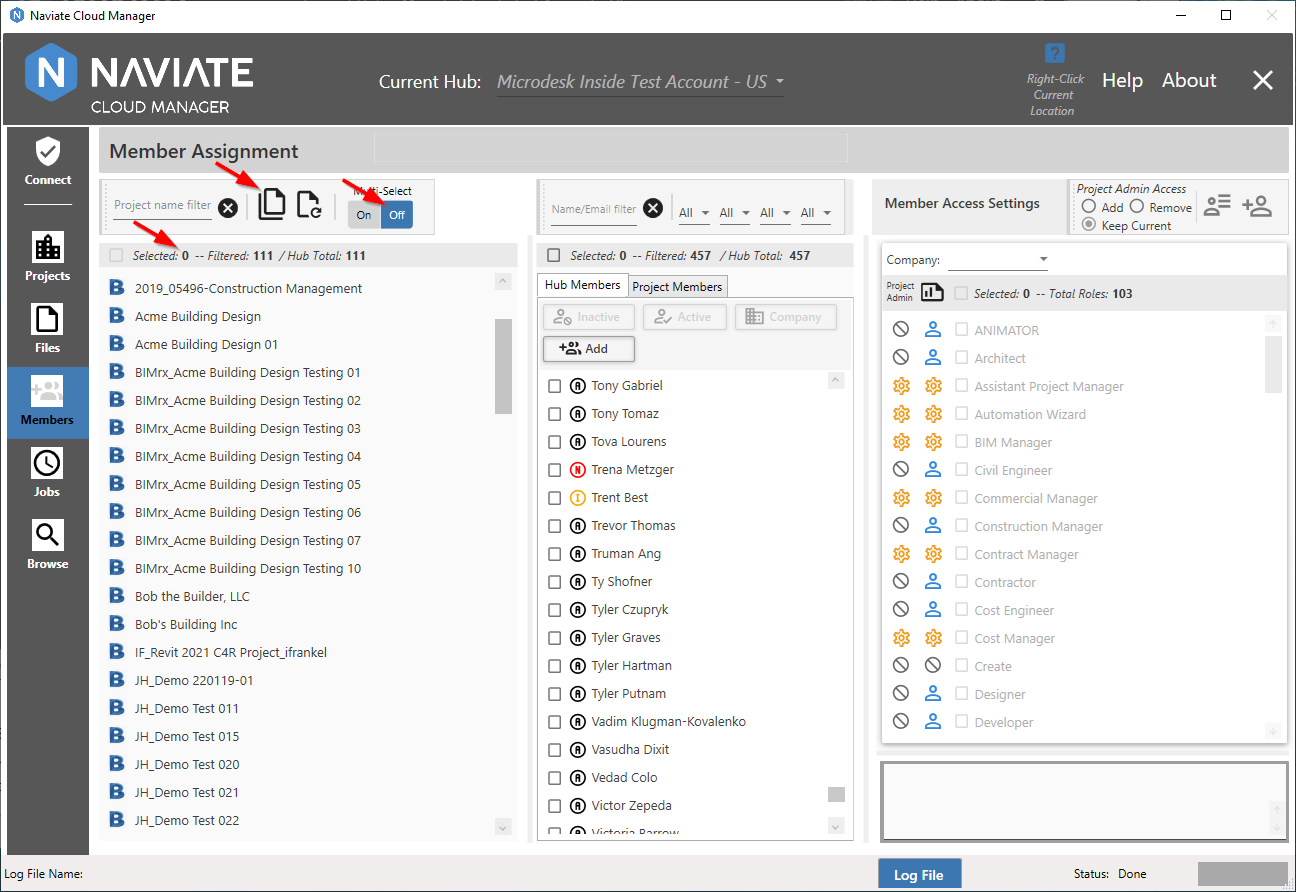 Naviate Cloud Manager
NAVIATE
CLOUD MANAGER
Current Hub: Microdesk Inside Test Account - US
?
Right-Click
Current
Location
Help About
Connect
Projects
Files
Members
Jobs
Browse
Member Assignment
Project name filter
Multi-Select
On Off
Selected: 0 -- Filtered: 111 / Hub Total: 111
2019_05496-Construction Management
Acme Building Design
Acme Building Design 01
BIMrx_Acme Building Design Testing 01
BIMrx_Acme Building Design Testing 02
BIMrx_Acme Building Design Testing 03
BIMrx_Acme Building Design Testing 04
BIMrx_Acme Building Design Testing 05
BIMrx_Acme Building Design Testing 06
BIMrx_Acme Building Design Testing 07
BIMrx_Acme Building Design Testing 10
Bob the Builder, LLC
Bob's Building Inc
IF_Revit 2021 C4R Project_ifrankel
JH_Demo 220119-01
JH_Demo Test 011
JH_Demo Test 015
JH_Demo Test 020
JH_Demo Test 021
JH_Demo Test 022
Name/Email filter
All All All All
Selected: 0 -- Filtered: 457 / Hub Total: 457
Hub Members Project Members
Inactive Active Company
Add
Tony Gabriel
Tony Tomaz
Tova Lourens
Trena Metzger
Trent Best
Trevor Thomas
Truman Ang
Ty Shofner
Tyler Czupryk
Tyler Graves
Tyler Hartman
Tyler Putnam
Vadim Klugman-Kovalenko
Vasudha Dixit
Vedad Colo
Victor Zepeda
Victoria Barrow
Member Access Settings
Project Admin Access
Add Remove
Keep Current
Company:
Project
Admin
Selected: 0 -- Total Roles: 103
ANIMATOR
Architect
Assistant Project Manager
Automation Wizard
BIM Manager
Civil Engineer
Commercial Manager
Construction Manager
Contract Manager
Contractor
Cost Engineer
Cost Manager
Create
Designer
Developer
Log File Name:
Log File
Status: Done